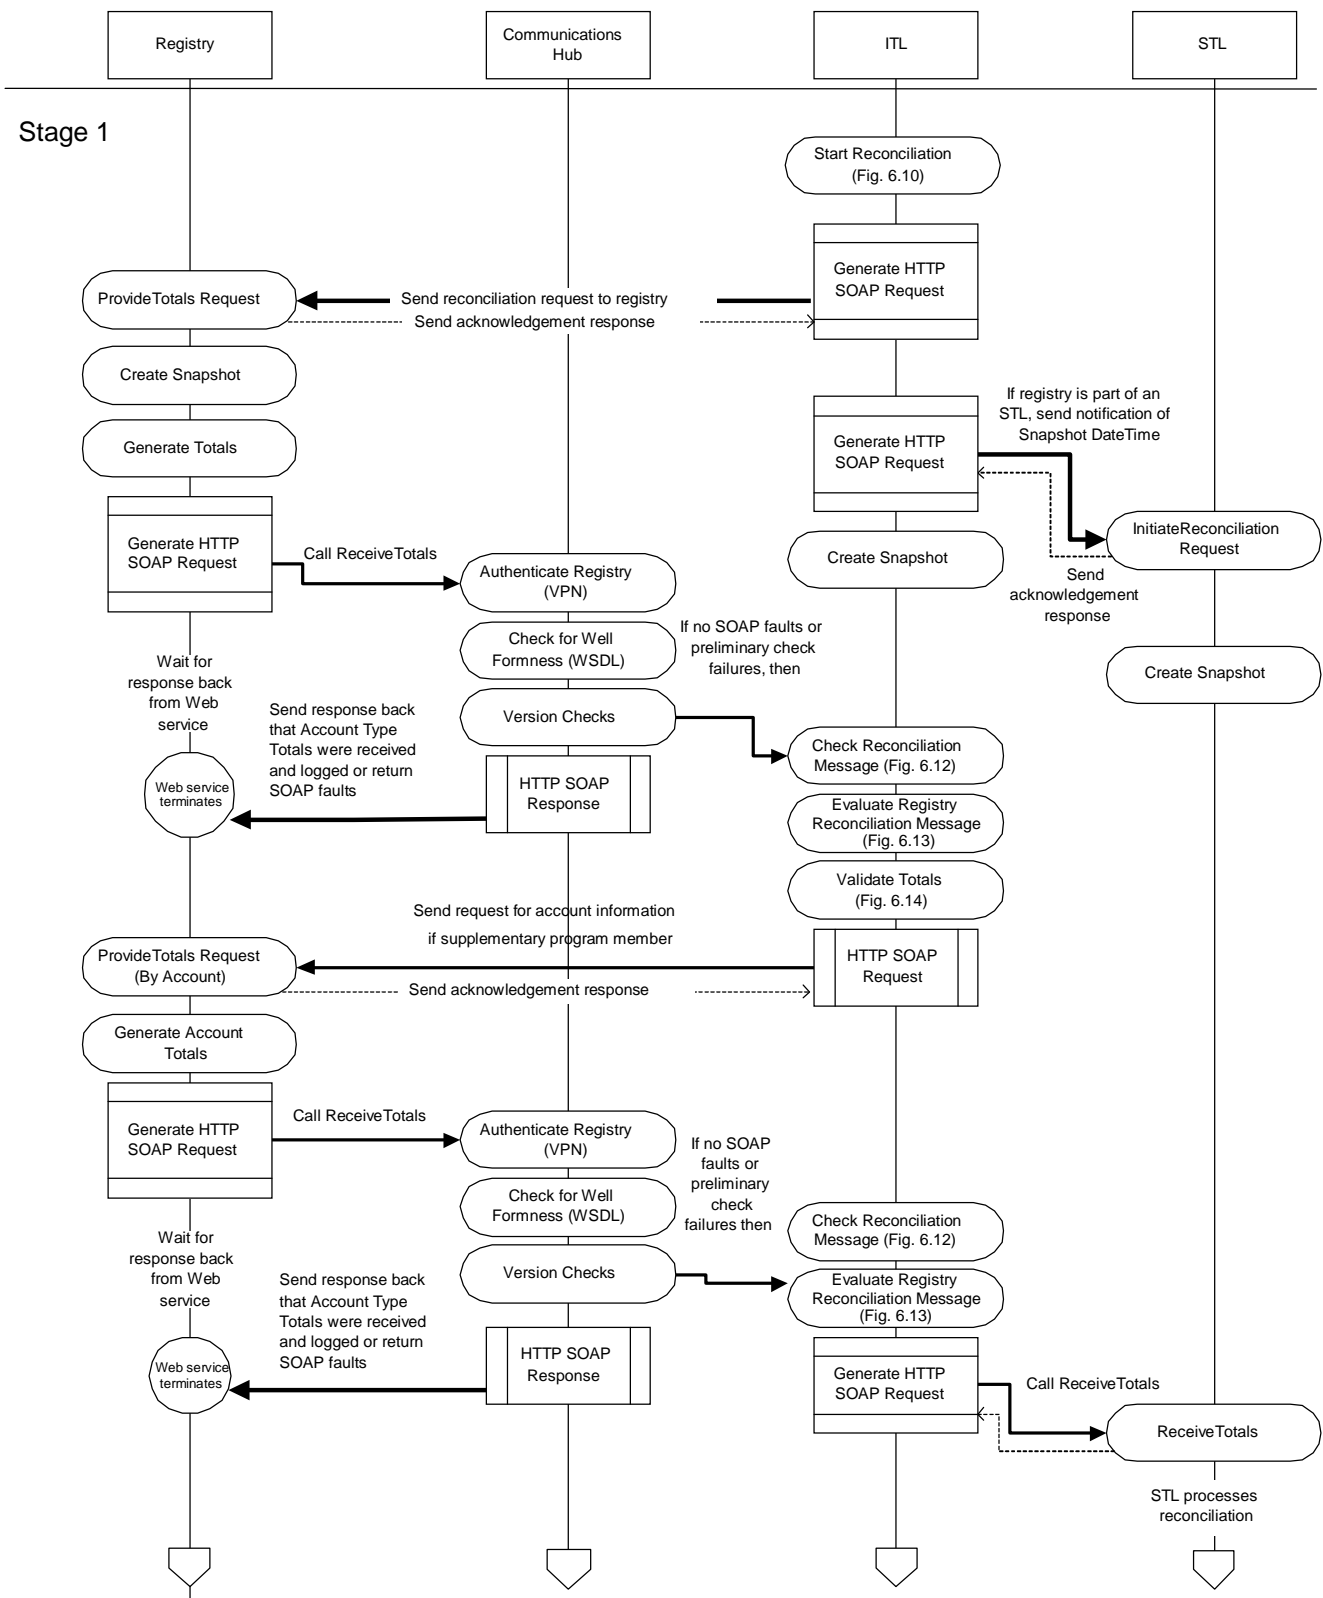 Registry
Communications
Hub
ITL
STL
Stage 1
Start Reconciliation
(Fig. 6.10)
Generate HTTP
SOAP Request
ProvideTotals Request
Send reconciliation request to registry
Send acknowledgement response
Create Snapshot
Generate Totals
If registry is part of an
STL, send notification of
Snapshot DateTime
Generate HTTP
SOAP Request
InitiateReconciliation
Request
Send
acknowledgement
response
Create Snapshot
Create Snapshot
Generate HTTP
SOAP Request
Call ReceiveTotals
Authenticate Registry
(VPN)
Check for Well
Formness (WSDL)
If no SOAP faults or
preliminary check
failures, then
Version Checks
Wait for
response back
from Web
service
Send response back
that Account Type
Totals were received
and logged or return
SOAP faults
Web service
terminates
HTTP SOAP
Response
Check Reconciliation
Message (Fig. 6.12)
Evaluate Registry
Reconciliation Message
(Fig. 6.13)
Validate Totals
(Fig. 6.14)
Send request for account information
if supplementary program member
HTTP SOAP
Request
ProvideTotals Request
(By Account)
Send acknowledgement response
Generate Account
Totals
Generate HTTP
SOAP Request
Call ReceiveTotals
Authenticate Registry
(VPN)
Check for Well
Formness (WSDL)
If no SOAP
faults or
preliminary
check
failures then
Version Checks
Wait for
response back
from Web
service
Send response back
that Account Type
Totals were received
and logged or return
SOAP faults
Web service
terminates
HTTP SOAP
Response
Check Reconciliation
Message (Fig. 6.12)
Evaluate Registry
Reconciliation Message
(Fig. 6.13)
Generate HTTP
SOAP Request
Call ReceiveTotals
ReceiveTotals
STL processes
reconciliation